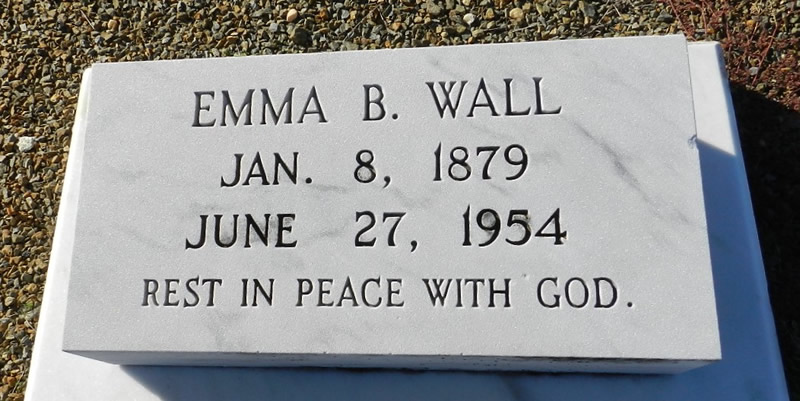 EMMA B. WALL
JAN. 8, 1879
JUNE 27, 1954
REST IN PEACE WITH GOD.